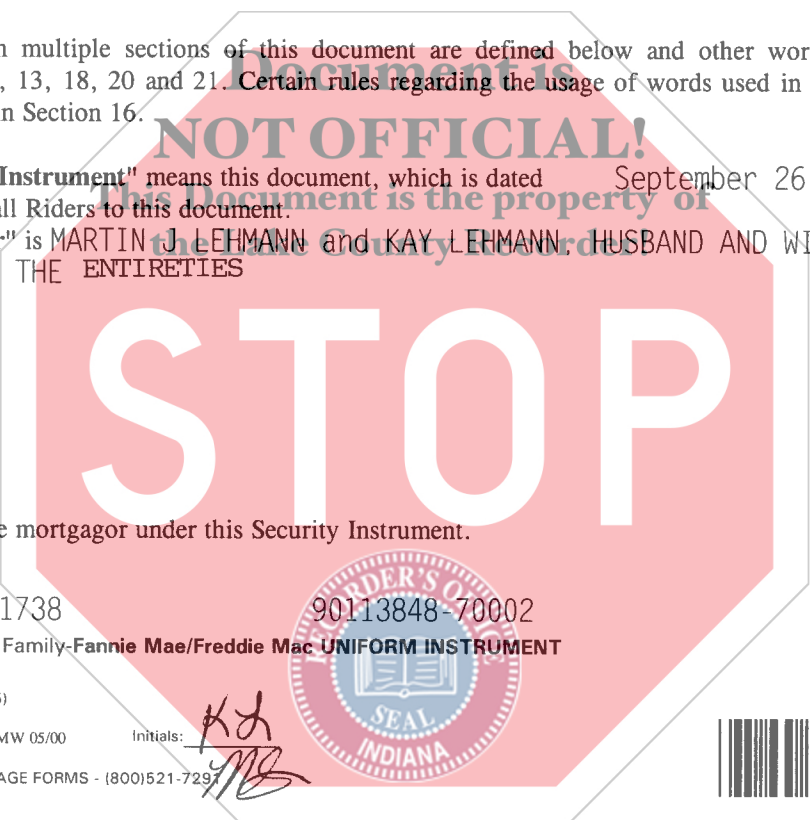 n multiple sections of this document are defined below and other wor
, 13, 18, 20 and 21. Certain rules regarding the usage of words used in
in Section 16.
Document is
NOT OFFICIAL!
This Document is the property of
the Lake County Recorder!
Instrument" means this document, which is dated September 26
all Riders to this document.
r" is MARTIN J LEHMANN and KAY LEHMANN, HUSBAND AND WI
THE ENTIRETIES
STOP
e mortgagor under this Security Instrument.
1738 90113848-70002
Family-Fannie Mae/Freddie Mac UNIFORM INSTRUMENT
RECORDER'S OFFICE
SEAL
INDIANA
MW 05/00 Initials: KL
AGE FORMS - (800)521-7291